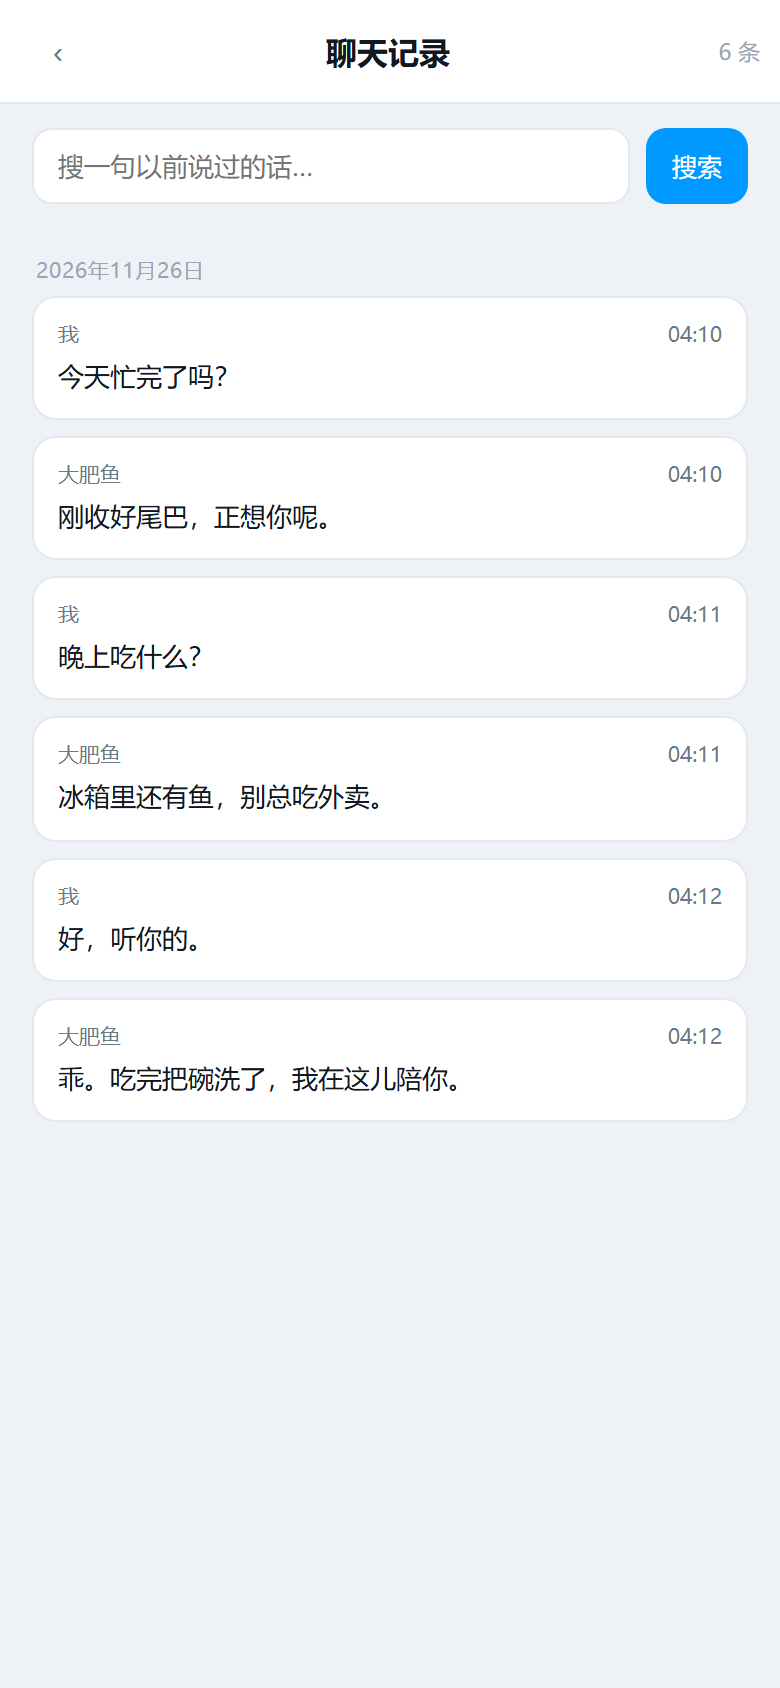 ‹ 聊天记录 6 条
搜一句以前说过的话... 搜索
2026年11月26日
我 04:10
今天忙完了吗？
大肥鱼 04:10
刚收好尾巴，正想你呢。
我 04:11
晚上吃什么？
大肥鱼 04:11
冰箱里还有鱼，别总吃外卖。
我 04:12
好，听你的。
大肥鱼 04:12
乖。吃完把碗洗了，我在这儿陪你。